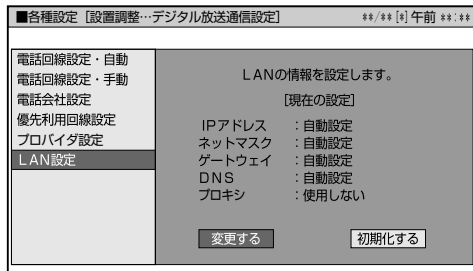 ■各種設定［設置調整…デジタル放送通信設定］ **/**[*]午前 **:**
電話回線設定・自動
電話回線設定・手動
電話会社設定
優先利用回線設定
プロバイダ設定
LAN設定
LANの情報を設定します。
[現在の設定]
IPアドレス ：自動設定
ネットマスク ：自動設定
ゲートウェイ ：自動設定
DNS ：自動設定
プロキシ ：使用しない
変更する 初期化する